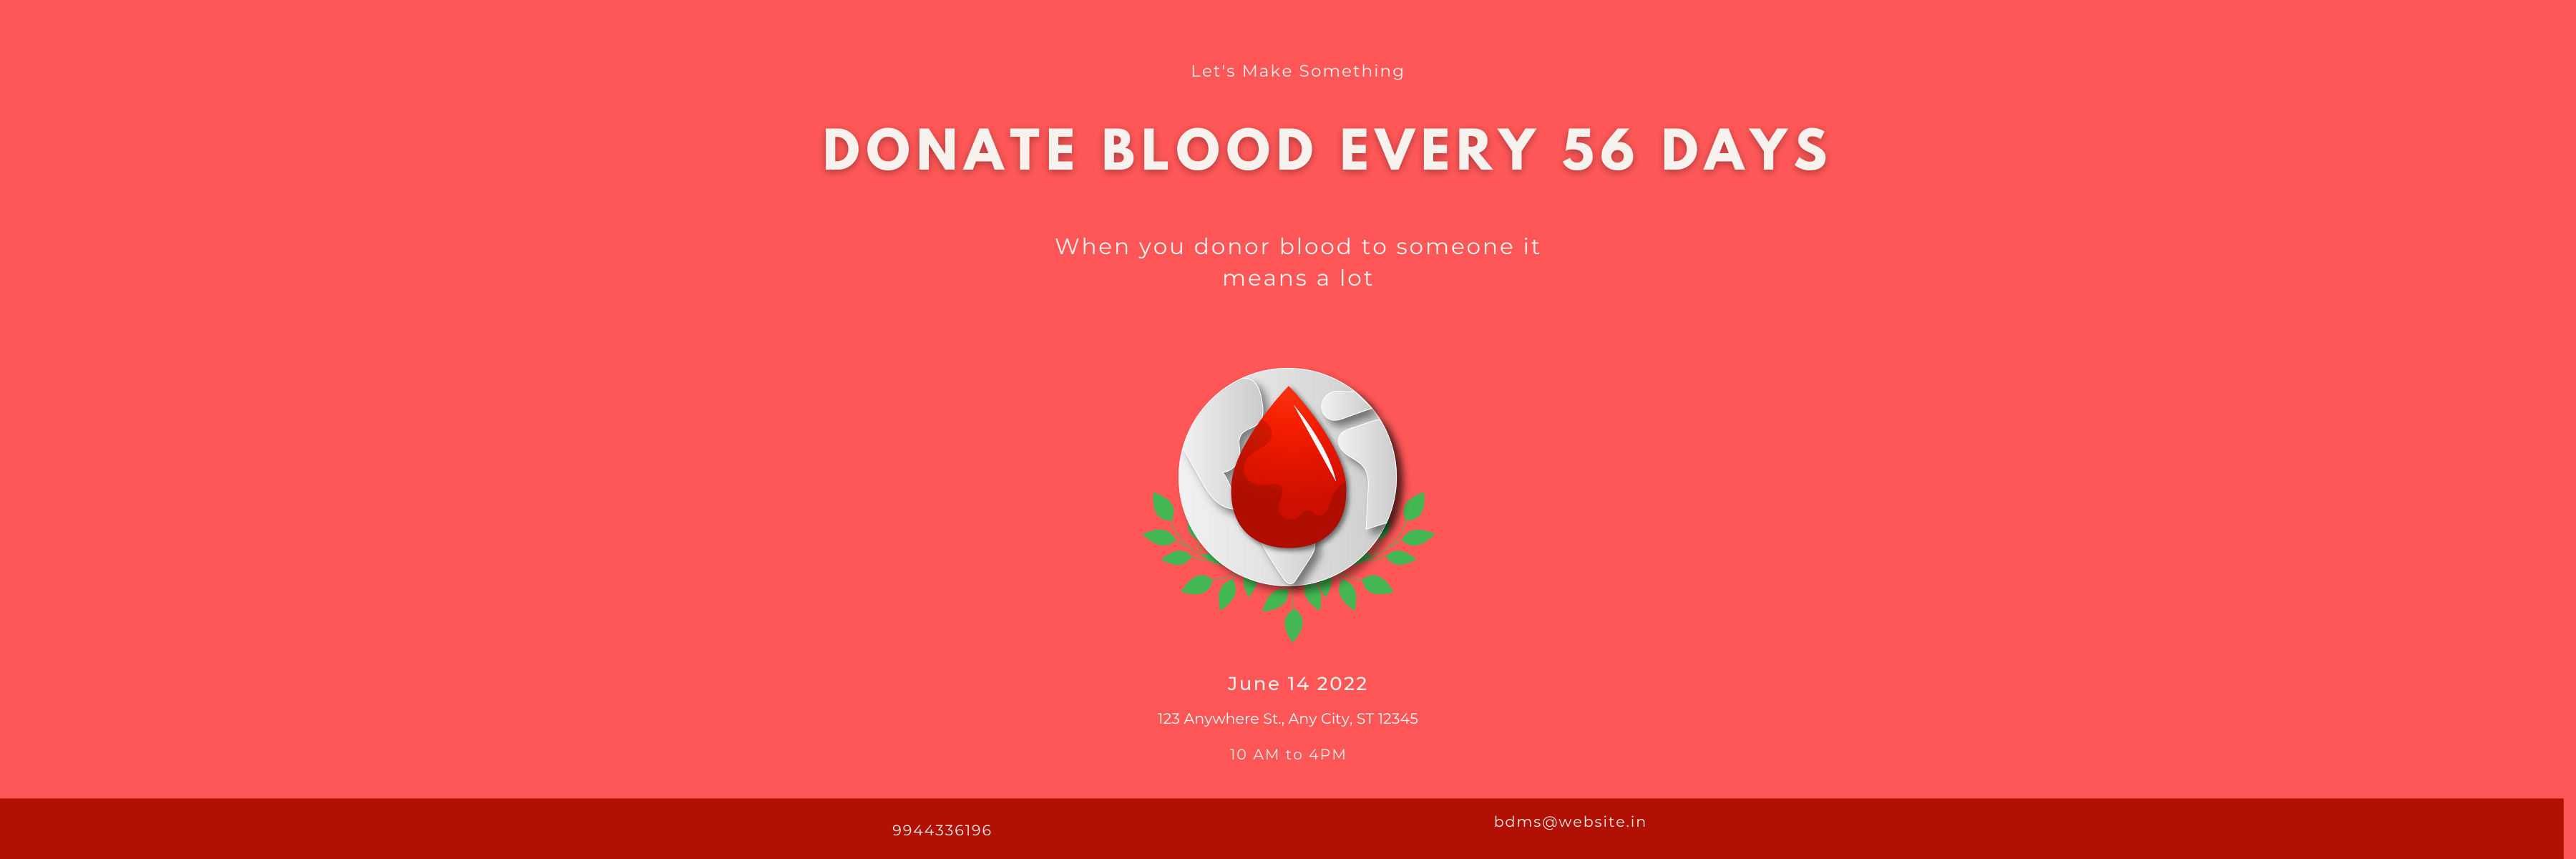 Let's Make Something
DONATE BLOOD EVERY 56 DAYS
When you donor blood to someone it
means a lot
June 14 2022
123 Anywhere St., Any City, ST 12345
10 AM to 4PM
9944336196
bdms@website.in